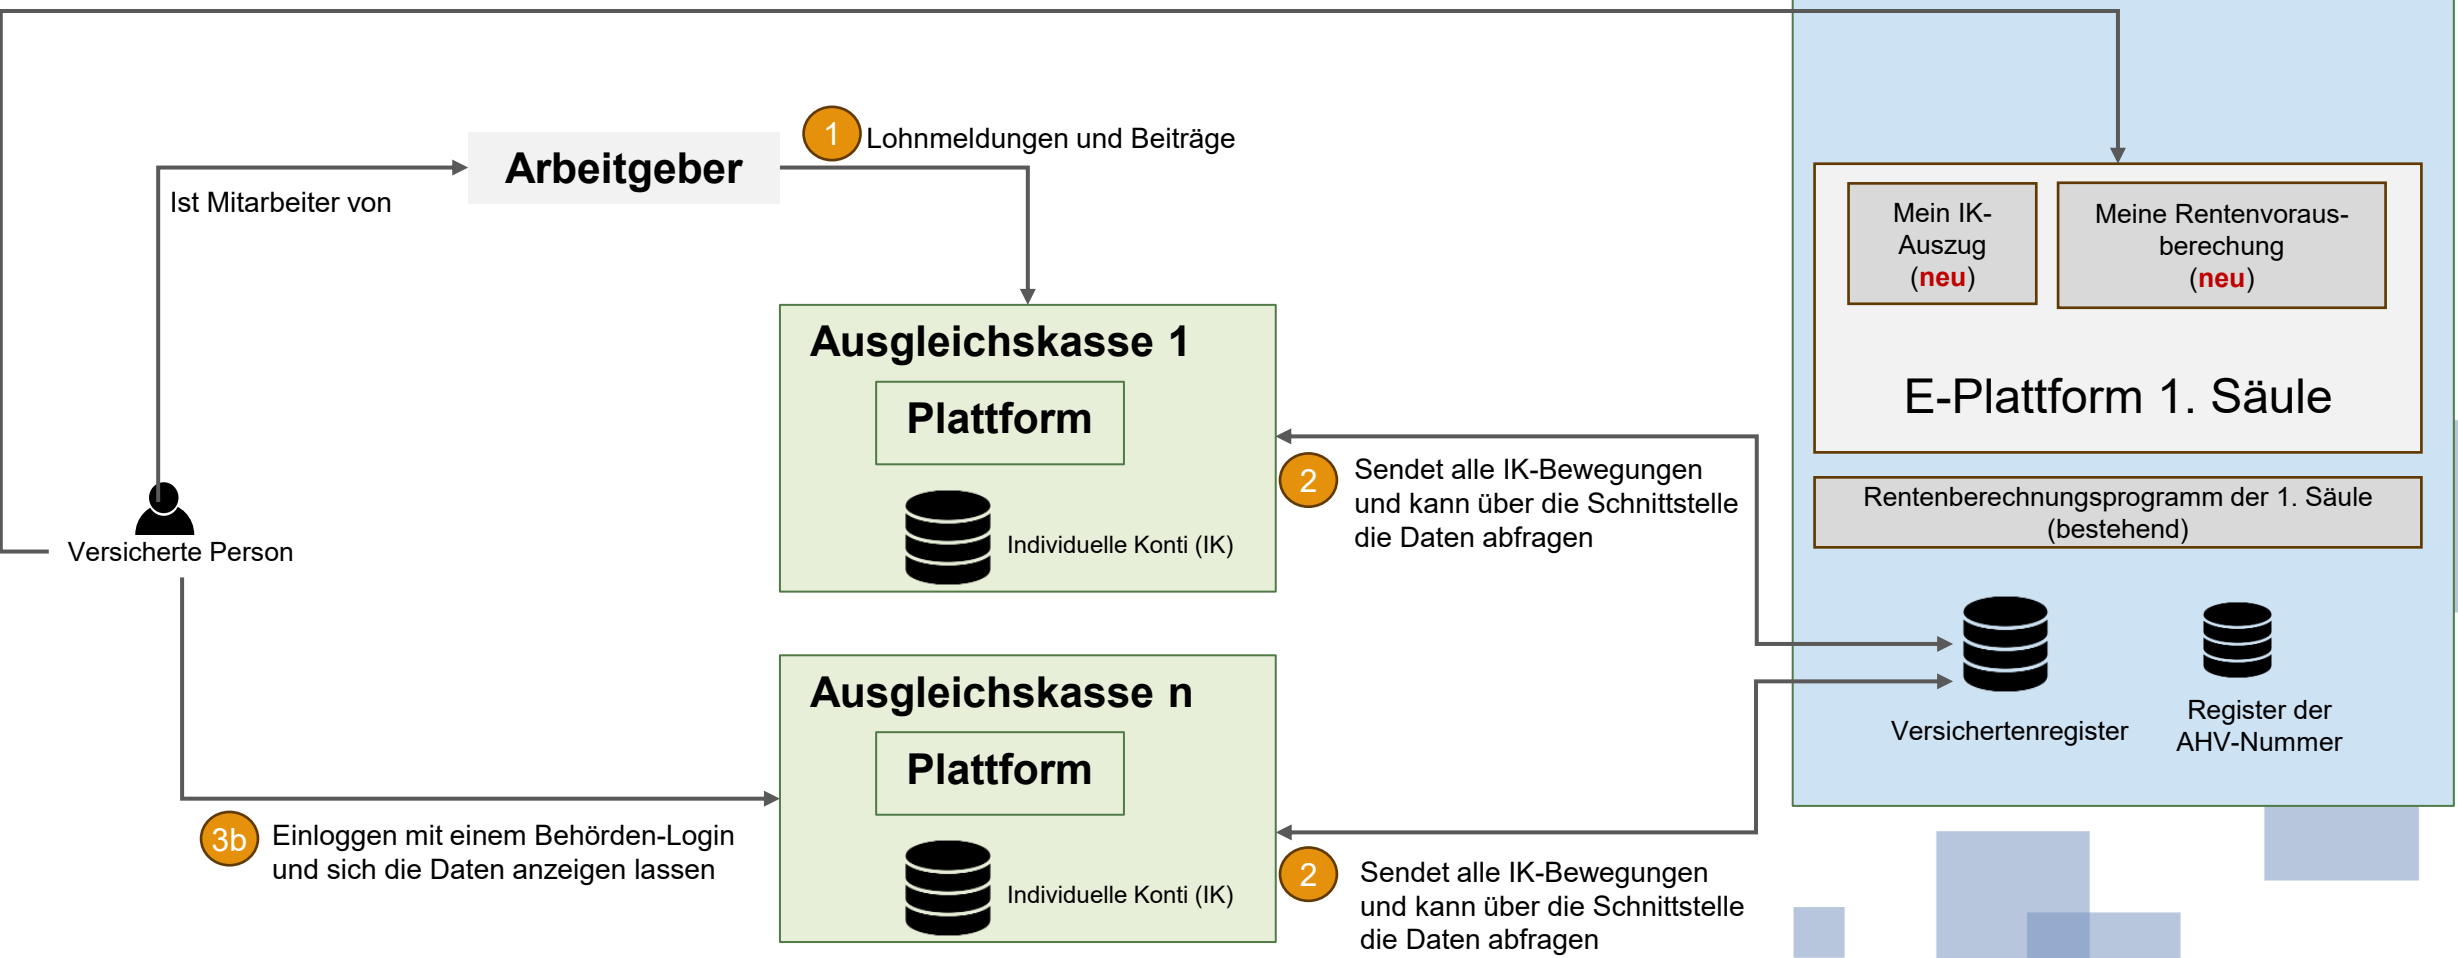 1
Lohnmeldungen und Beiträge
Arbeitgeber
Ist Mitarbeiter von
Mein IK-
Auszug
(neu)
Meine Rentenvoraus-
berechung
(neu)
E-Plattform 1. Säule
Ausgleichskasse 1
Plattform
Individuelle Konti (IK)
2
Sendet alle IK-Bewegungen
und kann über die Schnittstelle
die Daten abfragen
Rentenberechnungsprogramm der 1. Säule
(bestehend)
Versicherte Person
Versichertenregister
Register der
AHV-Nummer
Ausgleichskasse n
Plattform
Individuelle Konti (IK)
3b
Einloggen mit einem Behörden-Login
und sich die Daten anzeigen lassen
2
Sendet alle IK-Bewegungen
und kann über die Schnittstelle
die Daten abfragen